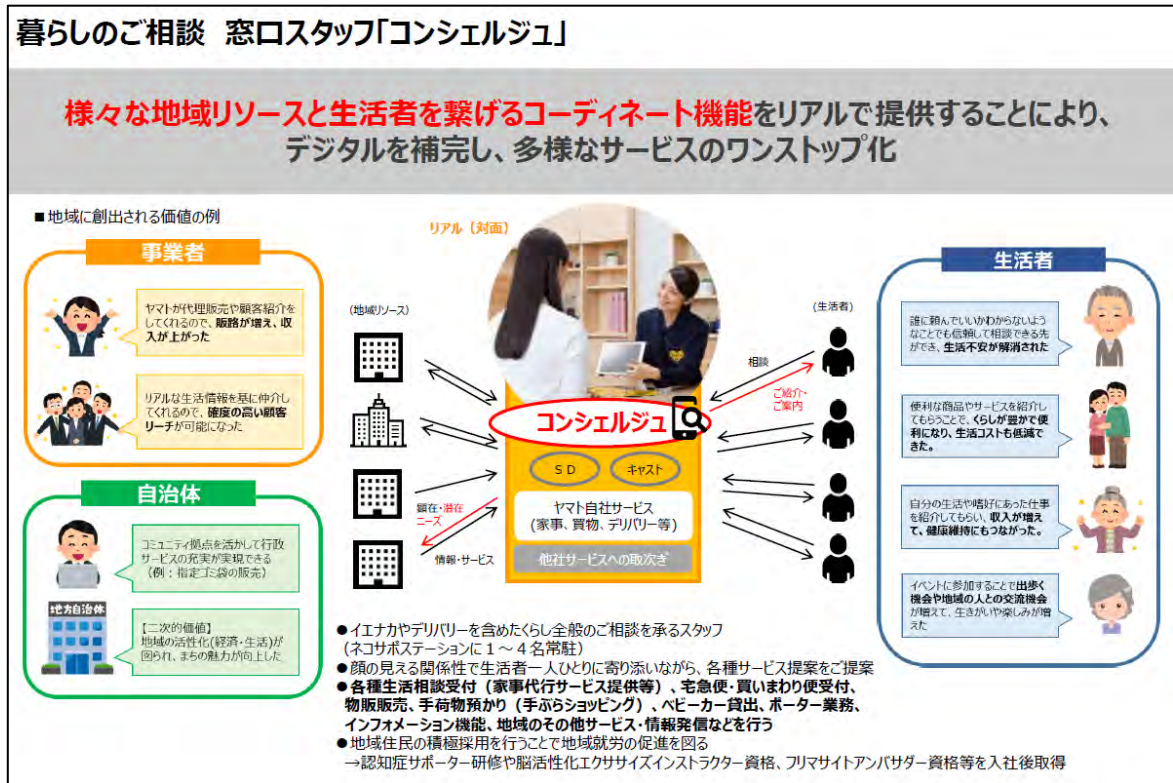 暮らしのご相談 窓口スタッフ「コンシェルジュ」
様々な地域リソースと生活者を繋げるコーディネート機能をリアルで提供することにより、
デジタルを補完し、多様なサービスのワンストップ化
■地域に創出される価値の例
事業者
ヤマトが代理販売や顧客紹介を
してくれるので、販路が増え、収
入が上がった
リアルな生活情報を基に仲介し
てくれるので、確度の高い顧客
リーチが可能になった
自治体
コミュニティ拠点を活かして行政
サービスの充実が実現できる
(例:指定ゴミ袋の販売)
地方自治体
【二次的価値】
地域の活性化(経済・生活)が
図られ、まちの魅力が向上した
リアル(対面)
(地域リソース)
(生活者)
相談
ご紹介・
ご案内
コンシェルジュ
SD
キャスト
ヤマト自社サービス
(家事、買物、デリバリー等)
他社サービスへの取次ぎ
顕在・潜在
ニーズ
情報・サービス
生活者
誰に頼んでいいかわからないよう
なことでも信頼して相談できる先
ができ、生活不安が解消された
便利な商品やサービスを紹介し
てもらうことで、くらしが豊かで便
利になり、生活コストも低減で
きた。
自分の生活や嗜好にあった仕事
を紹介してもらい、収入が増え
て、健康維持にもつながった。
イベントに参加することで出歩く
機会や地域の人との交流機会
が増えて、生きがいや楽しみが増
えた
●イエナカやデリバリーを含めたくらし全般のご相談を承るスタッフ
(ネコサポステーションに1~4名常駐)
●顔の見える関係性で生活者一人ひとりに寄り添いながら、各種サービス提案をご提案
●各種生活相談受付(家事代行サービス提供等)、宅急便・買いまわり便受付、
物販販売、手荷物預かり(手ぶらショッピング)、ベビーカー貸出、ポーター業務、
インフォメーション機能、地域のその他サービス・情報発信などを行う
●地域住民の積極採用を行うことで地域就労の促進を図る
→認知症サポーター研修や脳活性化エクササイズインストラクター資格、フリマサイトアンバサダー資格等を入社後取得